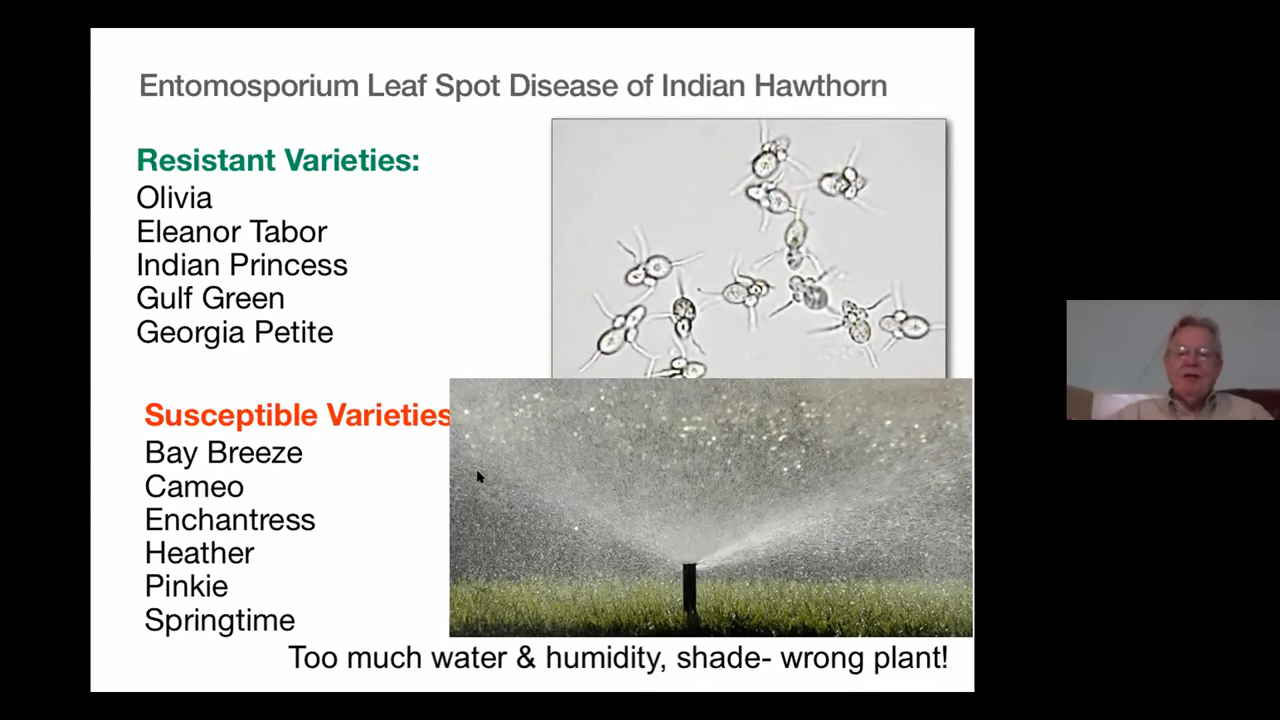 Entomosporium Leaf Spot Disease of Indian Hawthorn
Resistant Varieties:
Olivia
Eleanor Tabor
Indian Princess
Gulf Green
Georgia Petite
Susceptible Varieties
Bay Breeze
Cameo
Enchantress
Heather
Pinkie
Springtime
Too much water & humidity, shade- wrong plant!